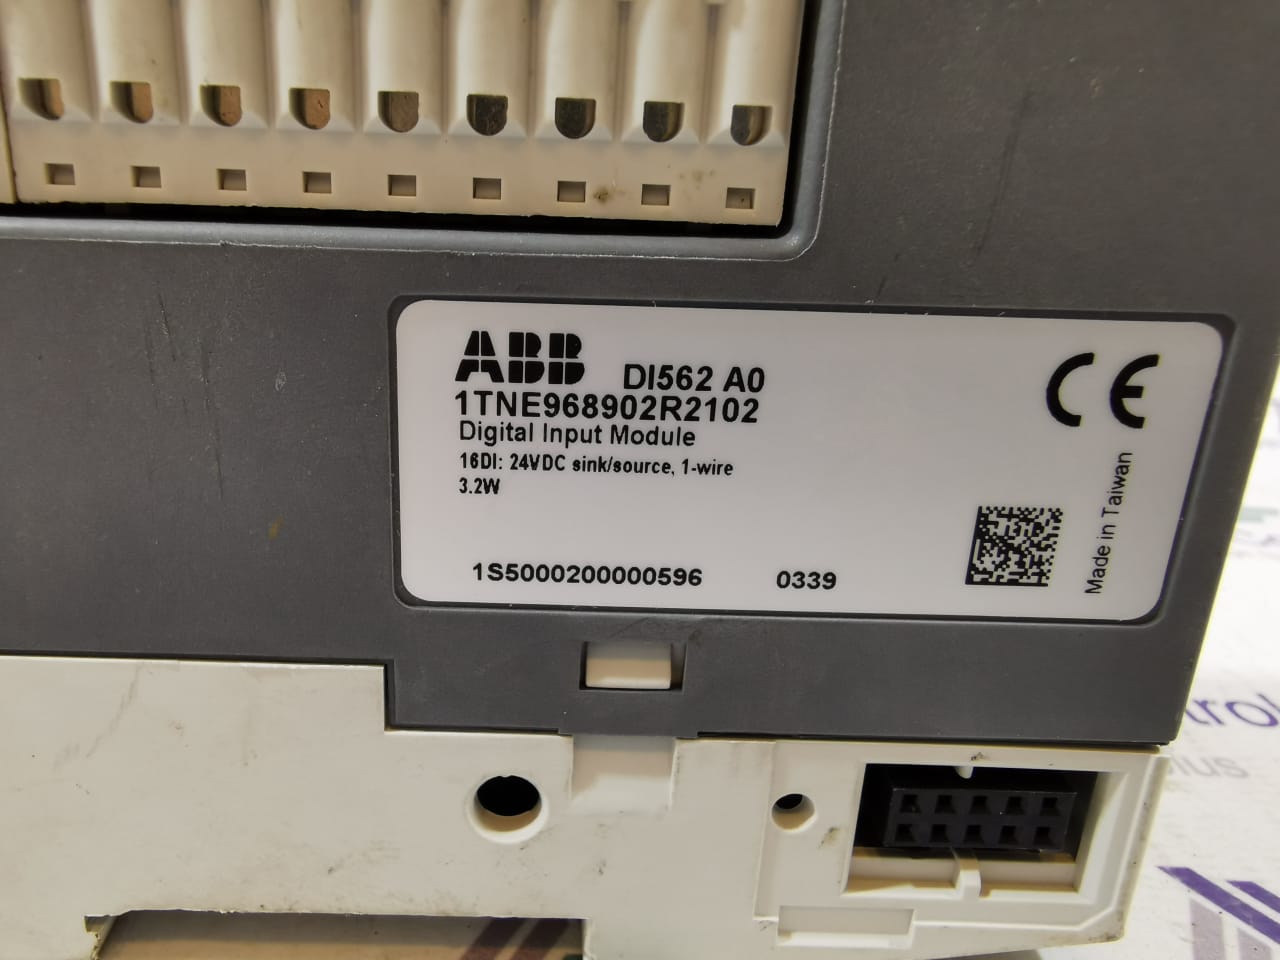 ABB DI562 A0
1TNE968902R2102
Digital Input Module
16DI: 24VDC sink/source, 1-wire
3.2W
1S5000200000596 0339
CE
Made in Taiwan